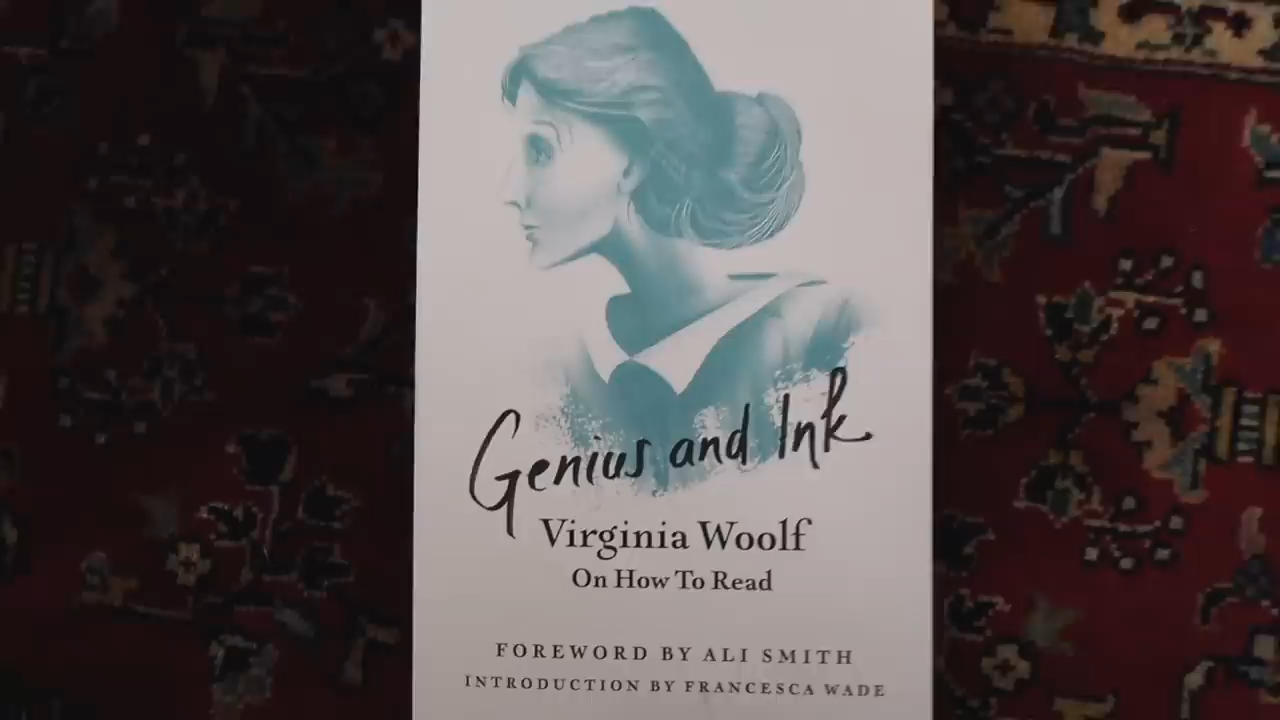 Genius and Ink
Virginia Woolf
On How To Read
FOREWORD BY ALI SMITH
INTRODUCTION BY FRANCESCA WADE